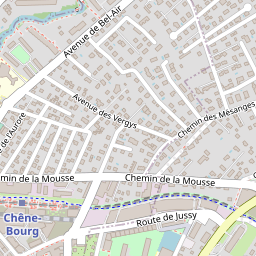 Avenue de Bel-Air
Avenue des Vergys
Chemin des Mésanges
de l'Aurore
min de la Mousse
Chemin de la Mousse
Chêne-
Bourg
Route de Jussy